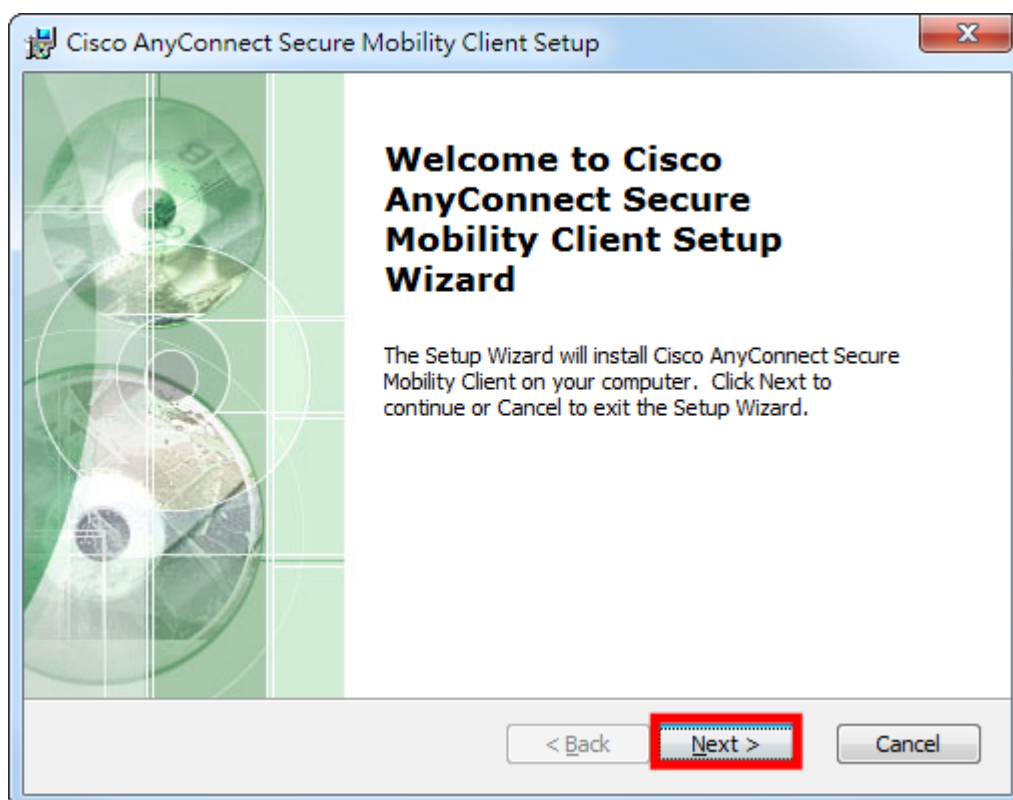 Cisco AnyConnect Secure Mobility Client Setup
Welcome to Cisco
AnyConnect Secure
Mobility Client Setup
Wizard
The Setup Wizard will install Cisco AnyConnect Secure
Mobility Client on your computer. Click Next to
continue or Cancel to exit the Setup Wizard.
< Back
Next >
Cancel